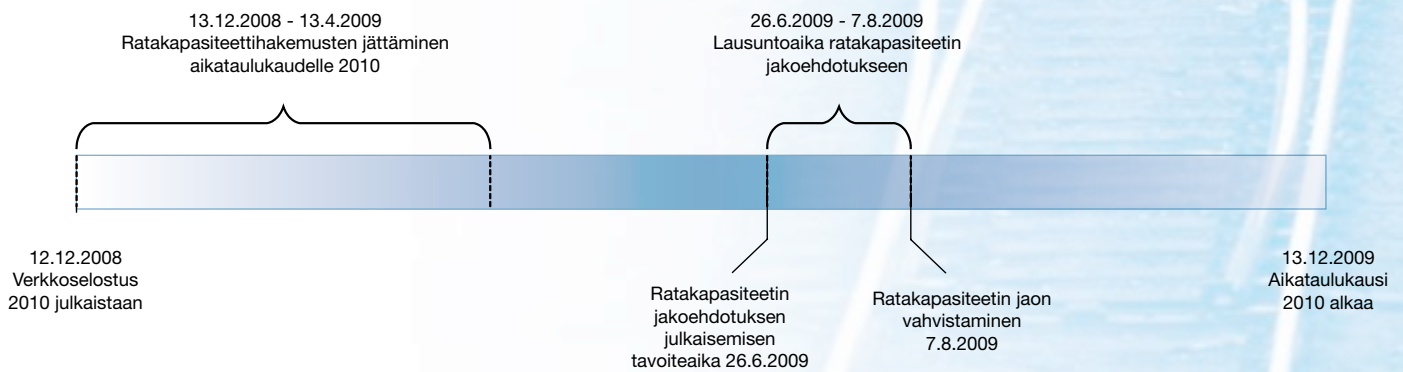 13.12.2008 - 13.4.2009
Ratakapasiteettihakemusten jättäminen
aikataulukaudelle 2010
26.6.2009 - 7.8.2009
Lausuntoaika ratakapasiteetin
jakoehdotukseen
12.12.2008
Verkkoselostus
2010 julkaistaan
Ratakapasiteetin
jakoehdotuksen
julkaisemisen
tavoiteaika 26.6.2009
Ratakapasiteetin jaon
vahvistaminen
7.8.2009
13.12.2009
Aikataulukausi
2010 alkaa